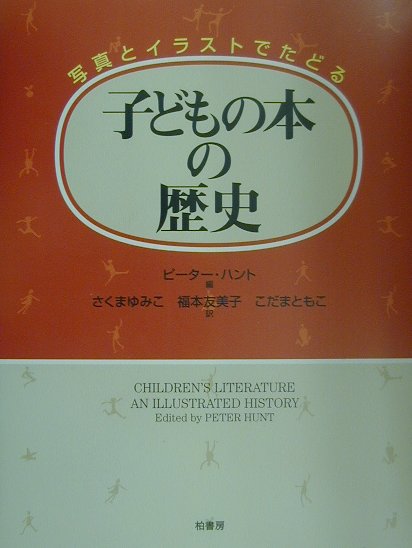 写真とイラストでたどる
子どもの本
の
歴史
ピーター・ハント
編
さくまゆみこ 福本友美子 こだまともこ
訳
CHILDREN'S LITERATURE
AN ILLUSTRATED HISTORY
Edited by PETER HUNT
柏書房